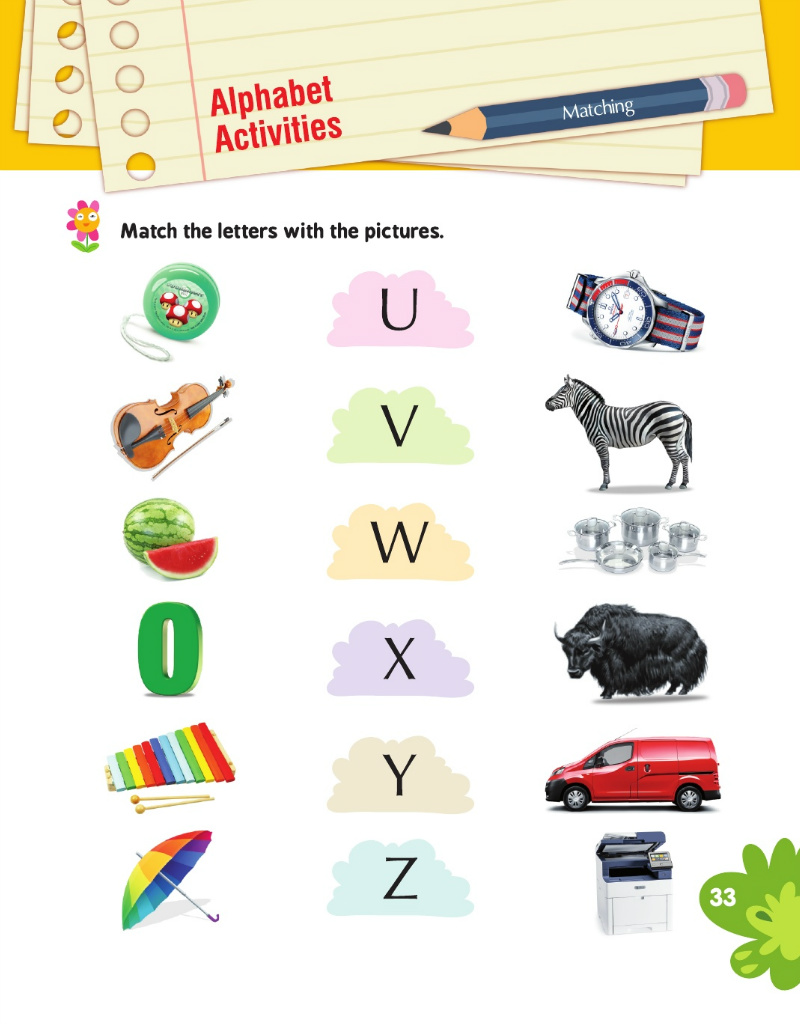 Alphabet
Activities
Matching
Match the letters with the pictures.
U
V
W
X
Y
Z
33